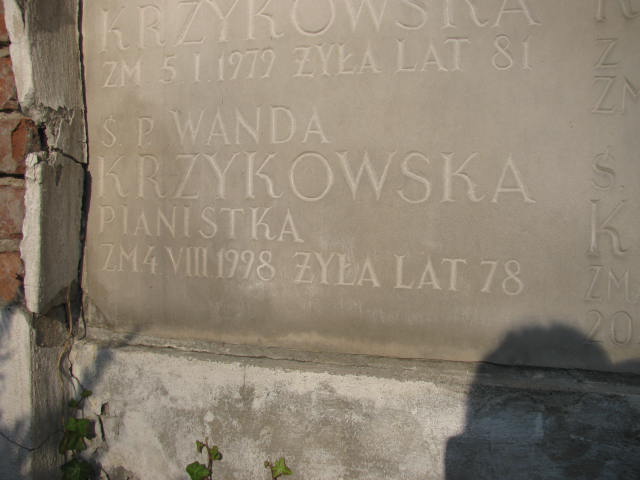 KRZYKOWSKA
ZM 5 I. 1979 ŻYŁA LAT 81
Ś. P. WANDA
KRZYKOWSKA
PIANISTKA
ZM 4 VIII 1998 ŻYŁA LAT 78